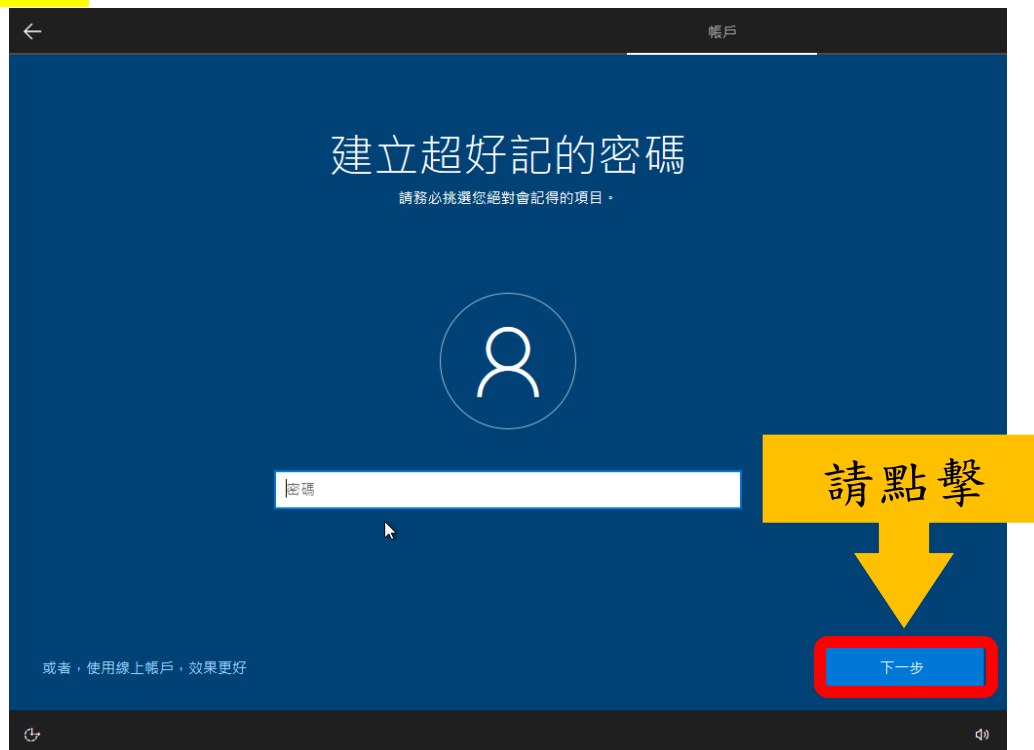 帳戶
建立超好記的密碼
請務必挑選您絕對會記得的項目。
密碼
請點擊
或者，使用線上帳戶，效果更好
下一步